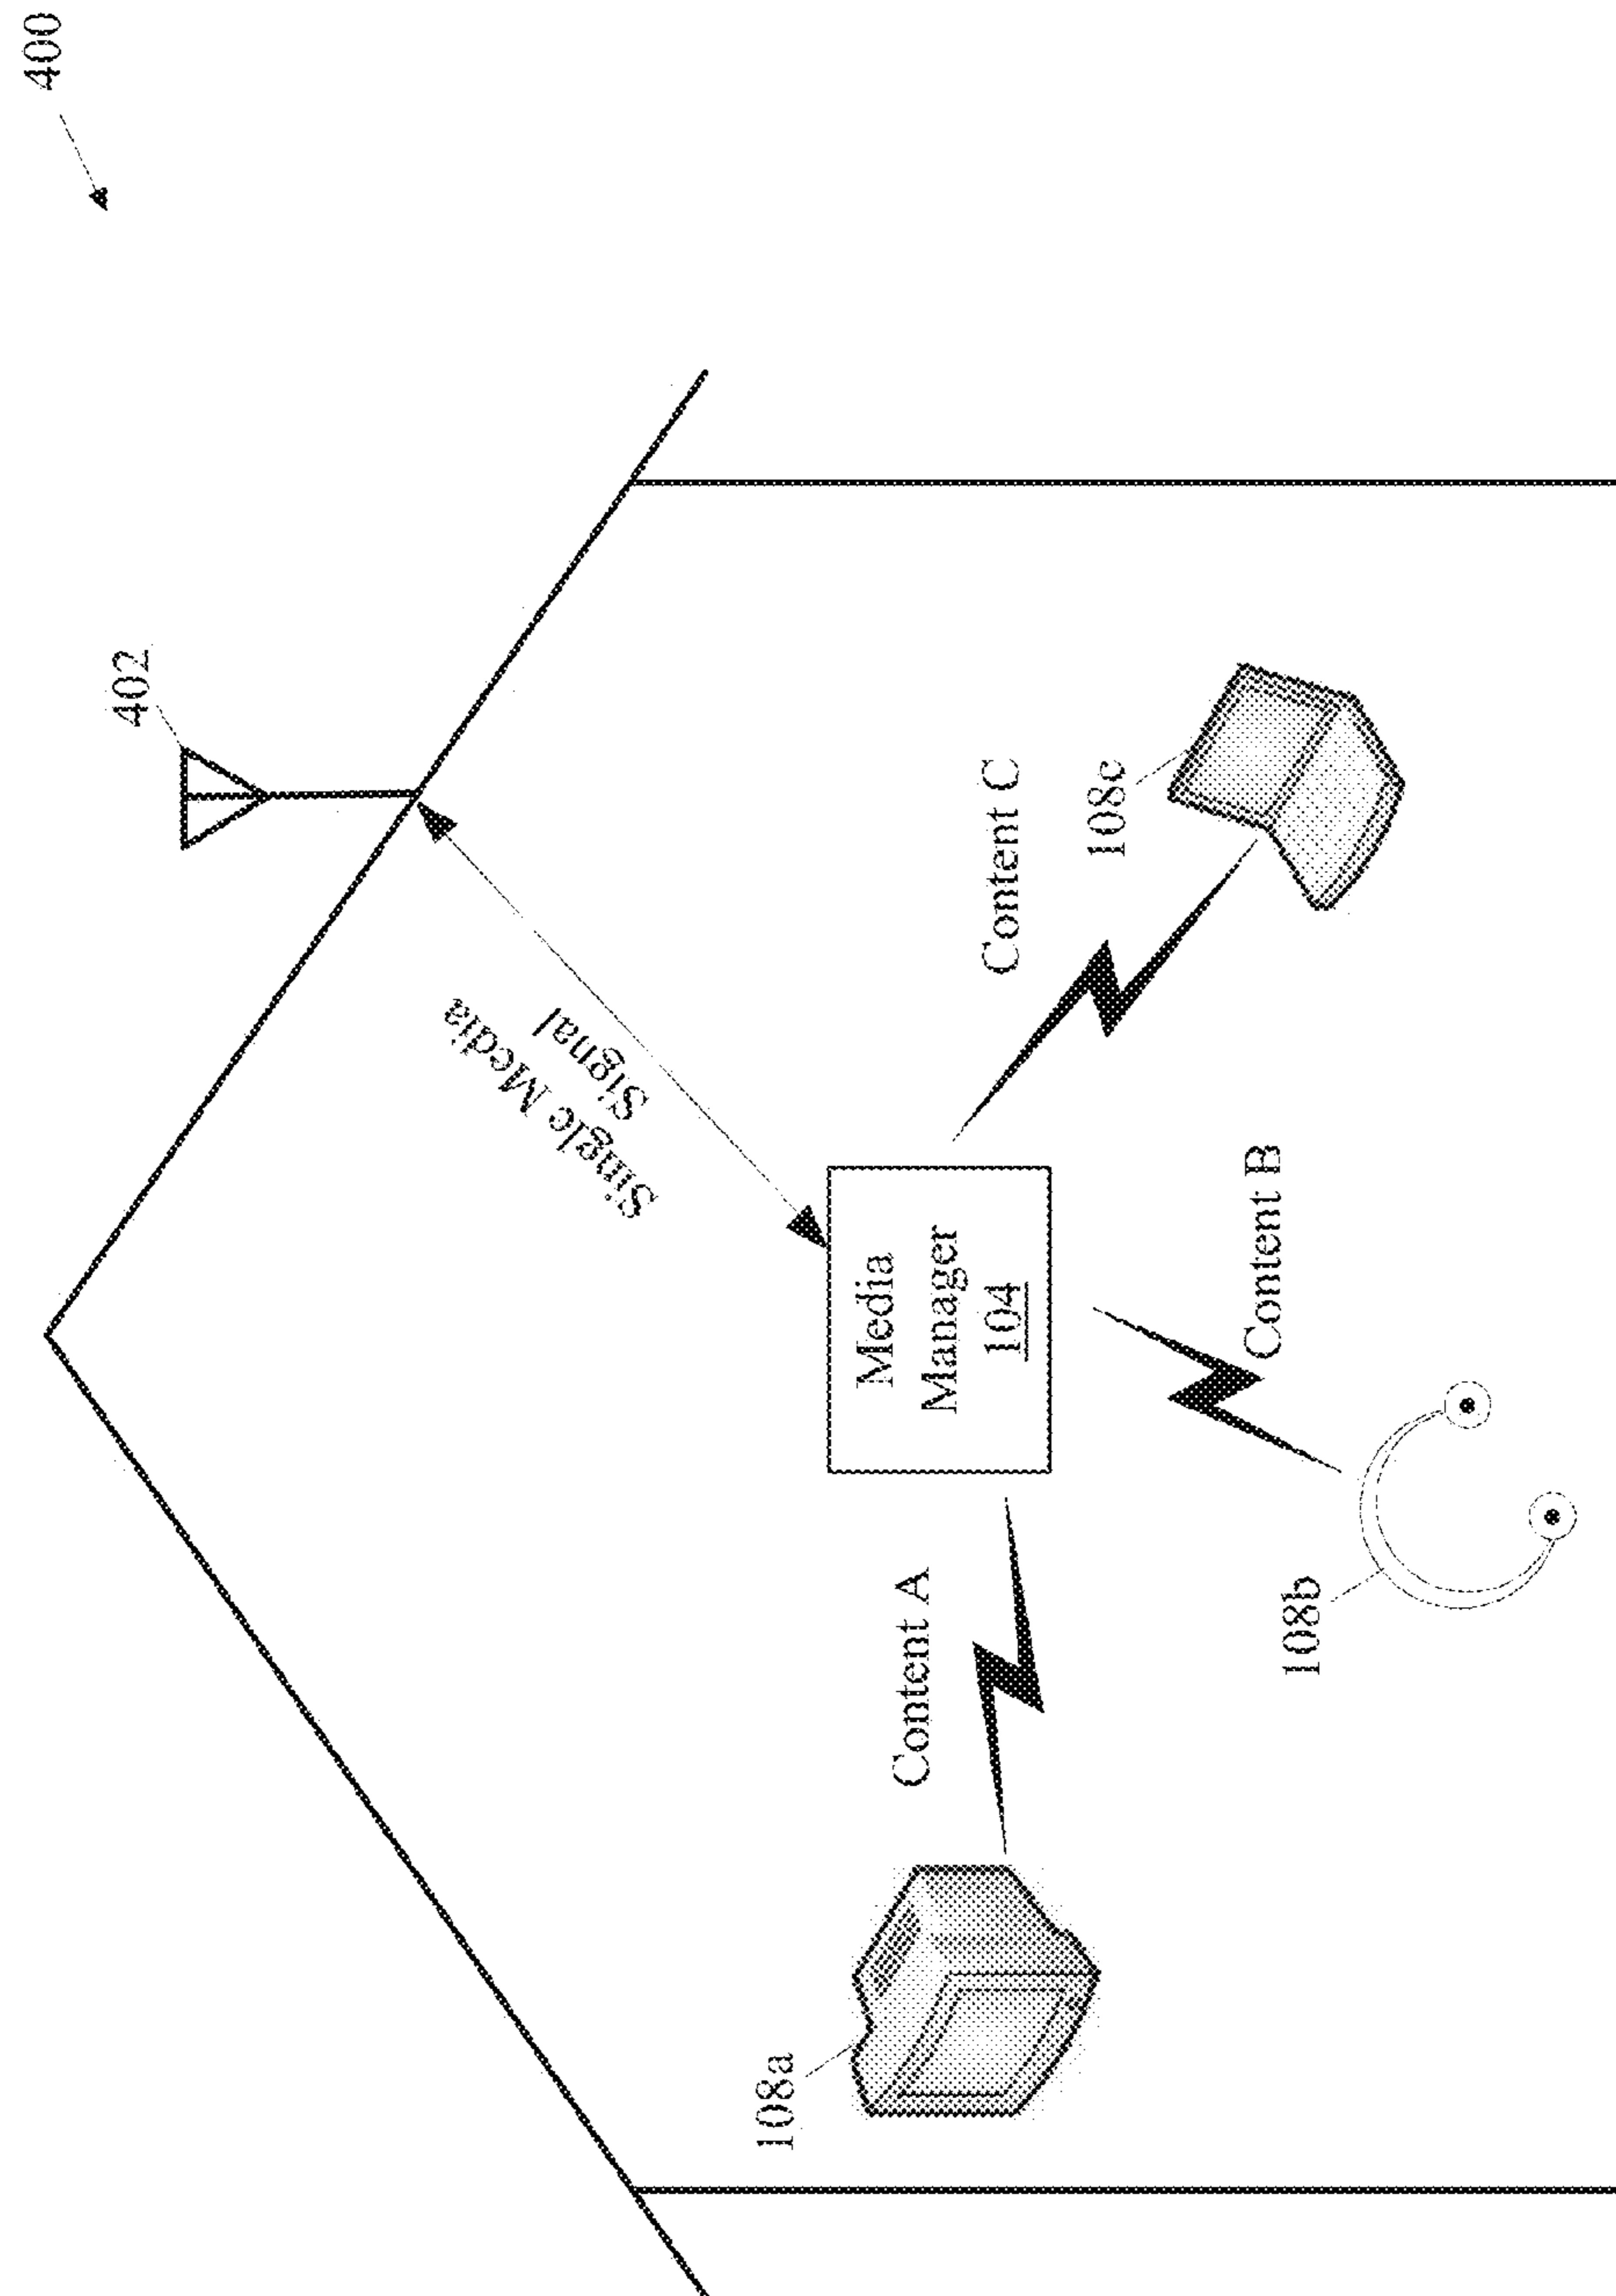 400
402
Single Media
Signal
Content C
108c
Media
Manager
104
Content B
Content A
108b
108a